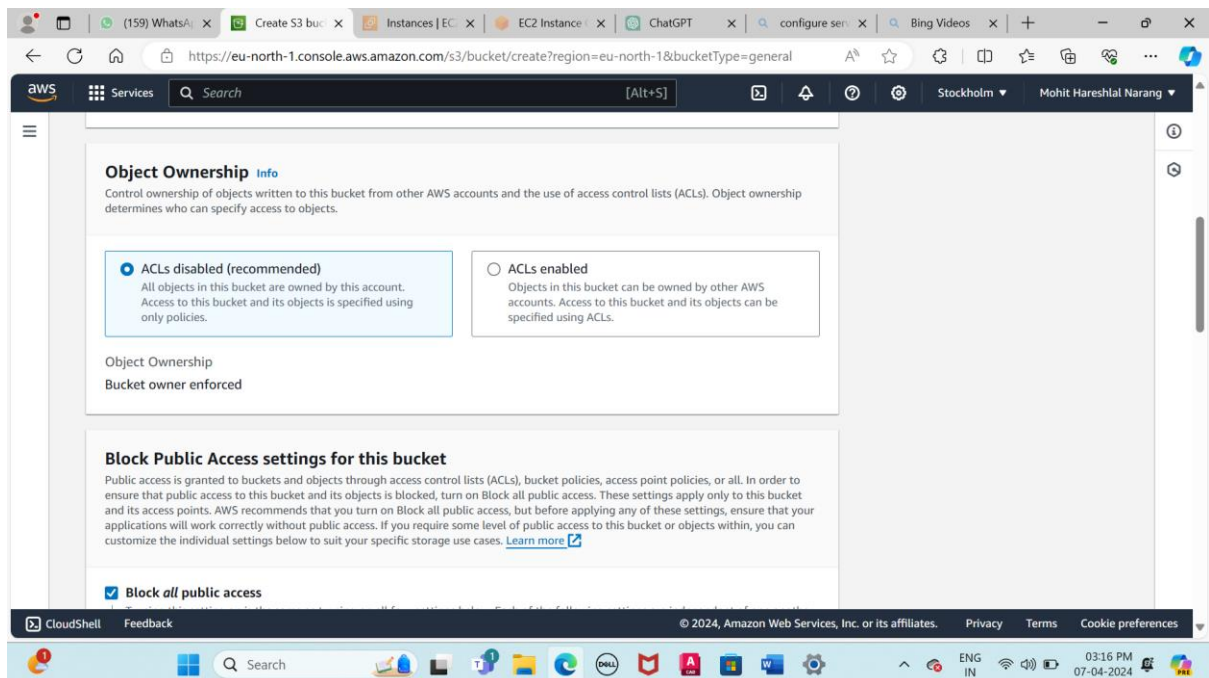 (159) WhatsA
Create S3 buc
Instances | EC
EC2 Instance
ChatGPT
configure ser
Bing Videos
https://eu-north-1.console.aws.amazon.com/s3/bucket/create?region=eu-north-1&bucketType=general
aws
Services
Search
[Alt+S]
Stockholm
Mohit Hareshlal Narang
Object Ownership Info
Control ownership of objects written to this bucket from other AWS accounts and the use of access control lists (ACLs). Object ownership
determines who can specify access to objects.
ACLs disabled (recommended)
All objects in this bucket are owned by this account.
Access to this bucket and its objects is specified using
only policies.
ACLs enabled
Objects in this bucket can be owned by other AWS
accounts. Access to this bucket and its objects can be
specified using ACLs.
Object Ownership
Bucket owner enforced
Block Public Access settings for this bucket
Public access is granted to buckets and objects through access control lists (ACLs), bucket policies, access point policies, or all. In order to
ensure that public access to this bucket and its objects is blocked, turn on Block all public access. These settings apply only to this bucket
and its access points. AWS recommends that you turn on Block all public access, but before applying any of these settings, ensure that your
applications will work correctly without public access. If you require some level of public access to this bucket or objects within, you can
customize the individual settings below to suit your specific storage use cases. Learn more
Block all public access
CloudShell
Feedback
© 2024, Amazon Web Services, Inc. or its affiliates.
Privacy
Terms
Cookie preferences
Search
ENG
IN
03:16 PM
07-04-2024